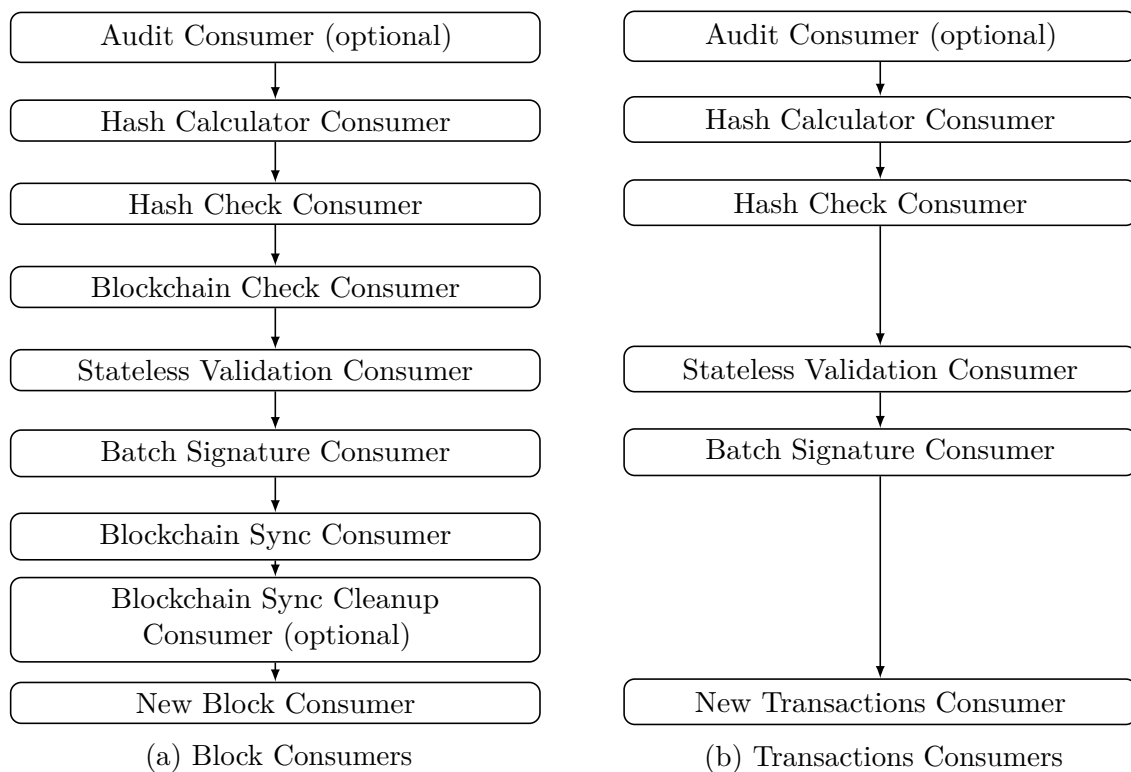 Audit Consumer (optional)
Hash Calculator Consumer
Hash Check Consumer
Blockchain Check Consumer
Stateless Validation Consumer
Batch Signature Consumer
Blockchain Sync Consumer
Blockchain Sync Cleanup
Consumer (optional)
New Block Consumer
(a) Block Consumers
Audit Consumer (optional)
Hash Calculator Consumer
Hash Check Consumer
Stateless Validation Consumer
Batch Signature Consumer
New Transactions Consumer
(b) Transactions Consumers